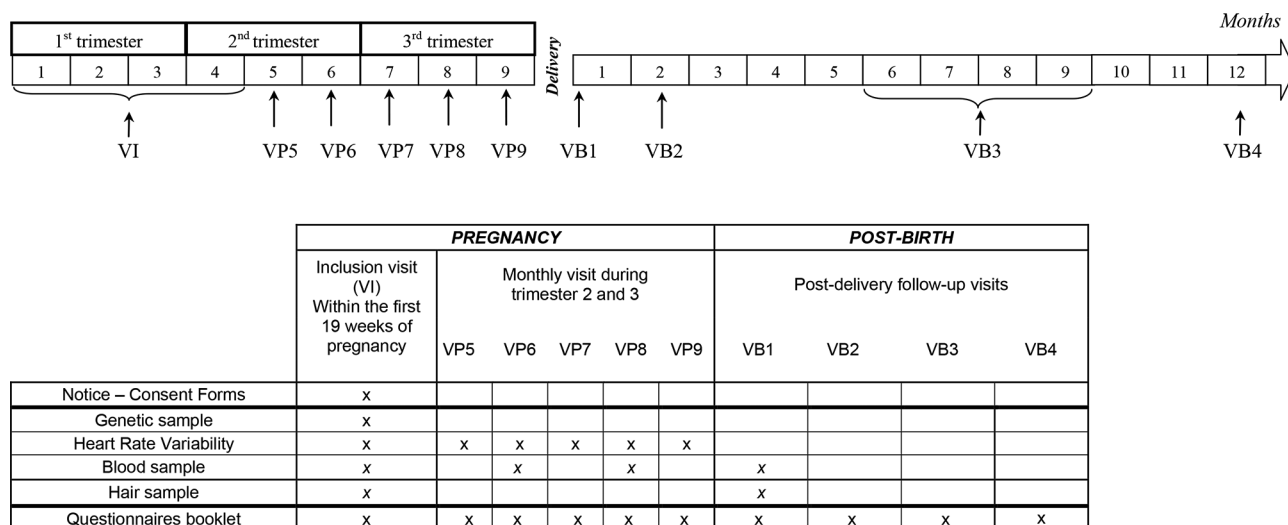 Months
1st trimester 2nd trimester 3rd trimester
Delivery
1 2 3 4 5 6 7 8 9 1 2 3 4 5 6 7 8 9 10 11 12
VI VP5 VP6 VP7 VP8 VP9 VB1 VB2 VB3 VB4
PREGNANCY POST-BIRTH
Inclusion visit
(VI)
Within the first
19 weeks of
pregnancy
Monthly visit during
trimester 2 and 3
Post-delivery follow-up visits
VP5 VP6 VP7 VP8 VP9 VB1 VB2 VB3 VB4
Notice – Consent Forms x
Genetic sample x
Heart Rate Variability x x x x x x
Blood sample x x x x
Hair sample x x
Questionnaires booklet x x x x x x x x x x